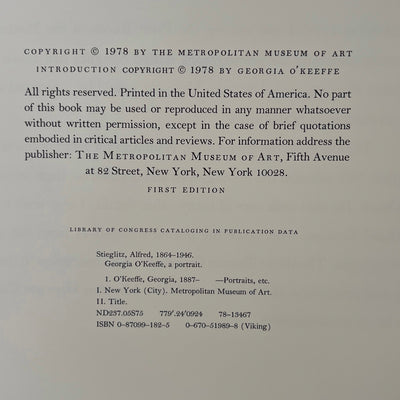 COPYRIGHT © 1978 BY THE METROPOLITAN MUSEUM OF ART
INTRODUCTION COPYRIGHT © 1978 BY GEORGIA O'KEEFFE
All rights reserved. Printed in the United States of America. No part
of this book may be used or reproduced in any manner whatsoever
without written permission, except in the case of brief quotations
embodied in critical articles and reviews. For information address the
publisher: THE METROPOLITAN MUSEUM OF ART, Fifth Avenue
at 82 Street, New York, New York 10028.
FIRST EDITION
LIBRARY OF CONGRESS CATALOGING IN PUBLICATION DATA
Stieglitz, Alfred, 1864–1946.
Georgia O'Keeffe, a portrait.
1. O'Keeffe, Georgia, 1887– —Portraits, etc.
I. New York (City). Metropolitan Museum of Art.
II. Title.
ND237.O5S75 779'.24'0924 78-13467
ISBN 0-87099-182-5 0-670-51989-8 (Viking)